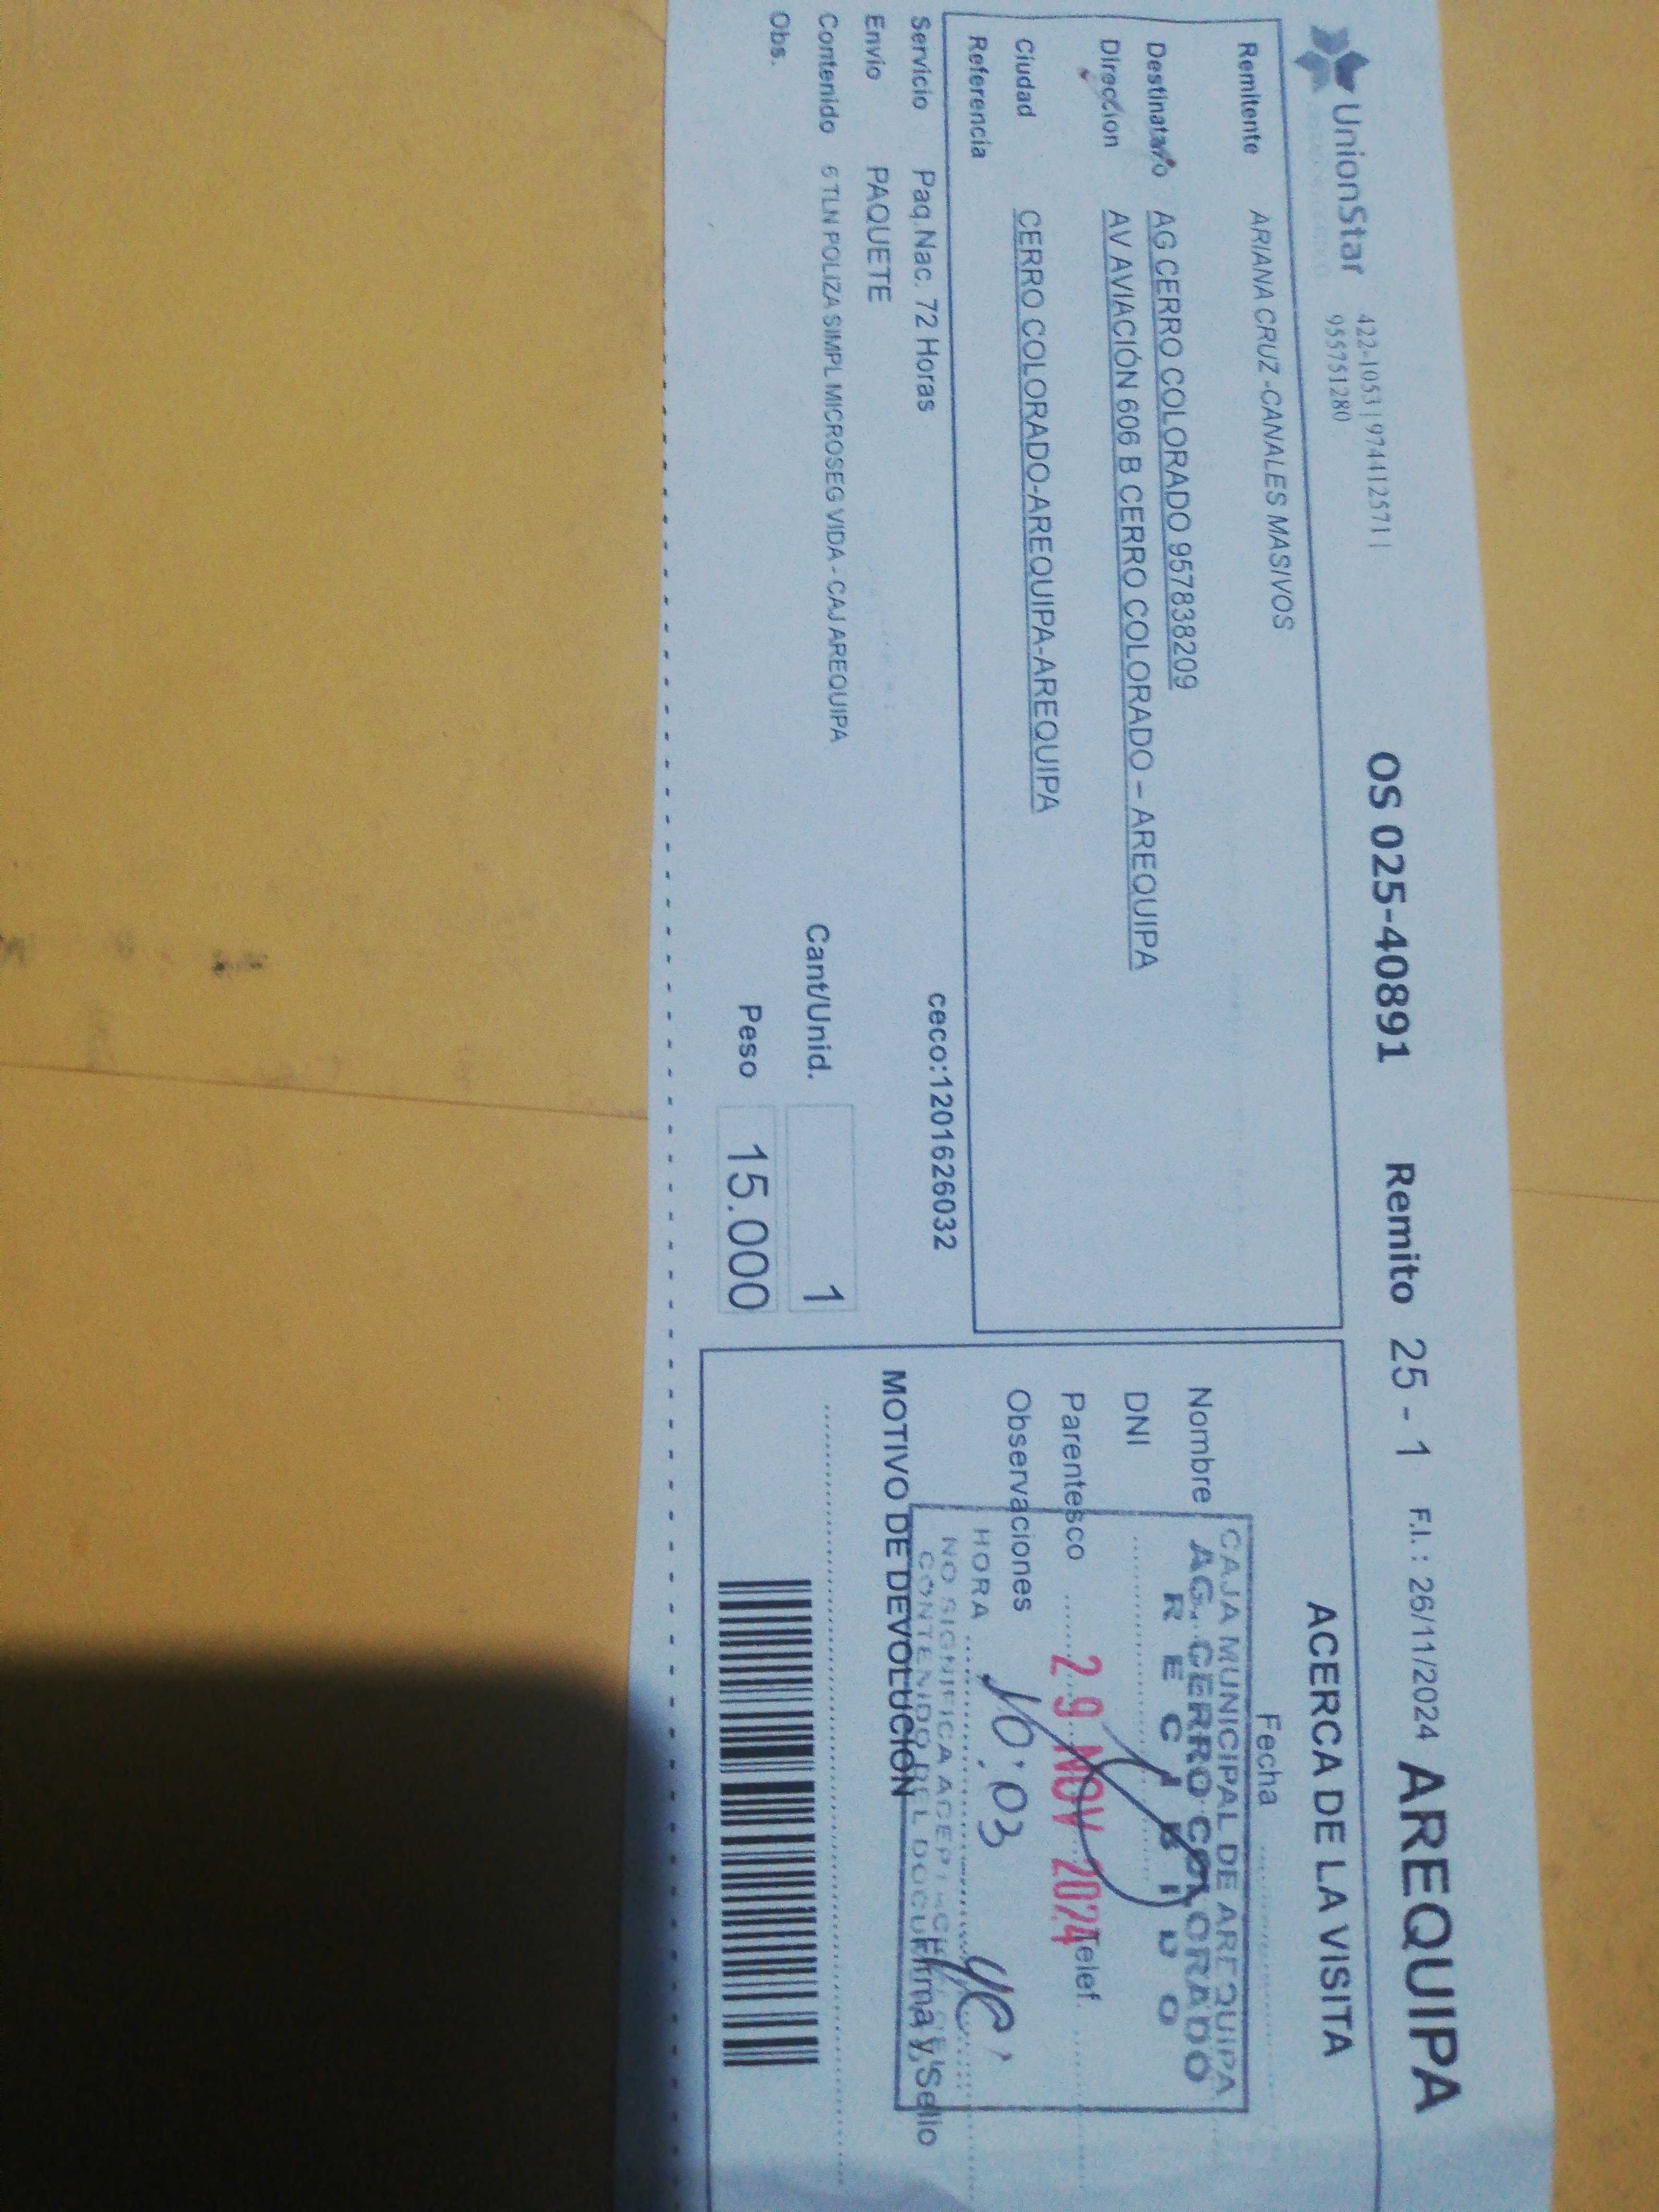 UnionStar 422-1053 | 974412571 |
955751280
OS 025-40891 Remito 25 - 1 F.I. : 26/11/2024 AREQUIPA
Remitente ARIANA CRUZ -CANALES MASIVOS
Destinatario AG CERRO COLORADO 957838209
Direccion AV AVIACIÓN 606 B CERRO COLORADO – AREQUIPA
Ciudad CERRO COLORADO-AREQUIPA-AREQUIPA
Referencia
Servicio Paq.Nac. 72 Horas ceco:1201626032
Envío PAQUETE
Contenido 6 TLN POLIZA SIMPL MICROSEG VIDA - CAJ AREQUIPA
Cant/Unid. 1
Obs.
Peso 15.000
ACERCA DE LA VISITA
Fecha
CAJA MUNICIPAL DE AREQUIPA
Nombre AG. CERRO COLORADO
RECIBIDO
DNI
Parentesco 29 NOV 2024 Telef.
Observaciones
HORA 10:03
NO SIGNIFICA ACEPTACION DEL
CONTENIDO DEL DOCUMENTO
Firma y Sello
MOTIVO DE DEVOLUCIÓN